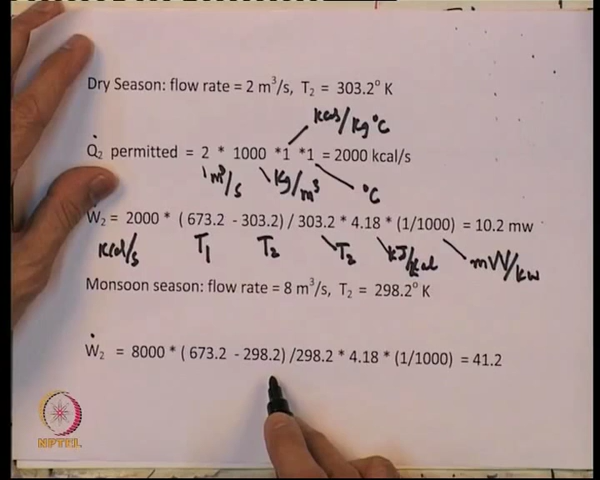 Dry Season: flow rate = 2 m³/s, T₂ = 303.2° K
kcal/kg°C
Q̇₂ permitted = 2 * 1000 *1 *1 = 2000 kcal/s
m³/s kg/m³ °C
Ẇ₂ = 2000 * ( 673.2 - 303.2) / 303.2 * 4.18 * (1/1000) = 10.2 mw
kcal/s T₁ T₂ T₂ kJ/kcal mW/kw
Monsoon season: flow rate = 8 m³/s, T₂ = 298.2° K
Ẇ₂ = 8000 * ( 673.2 - 298.2) /298.2 * 4.18 * (1/1000) = 41.2
NPTEL